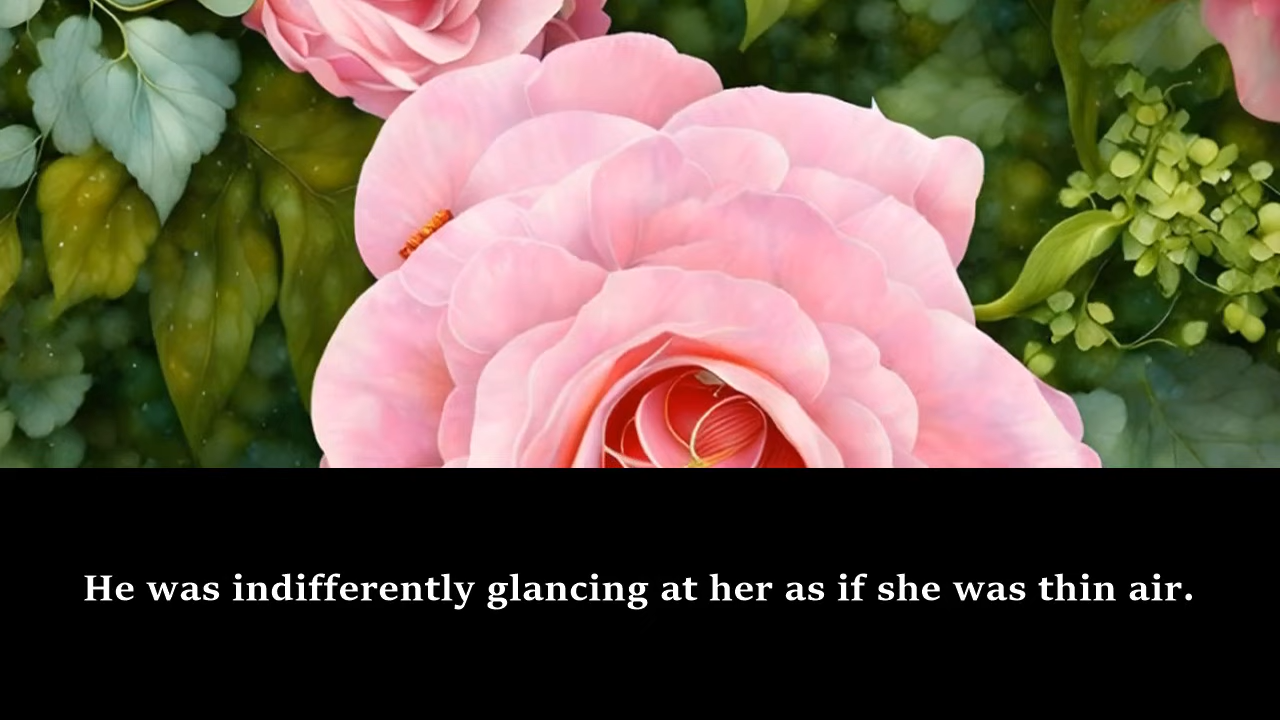 He was indifferently glancing at her as if she was thin air.